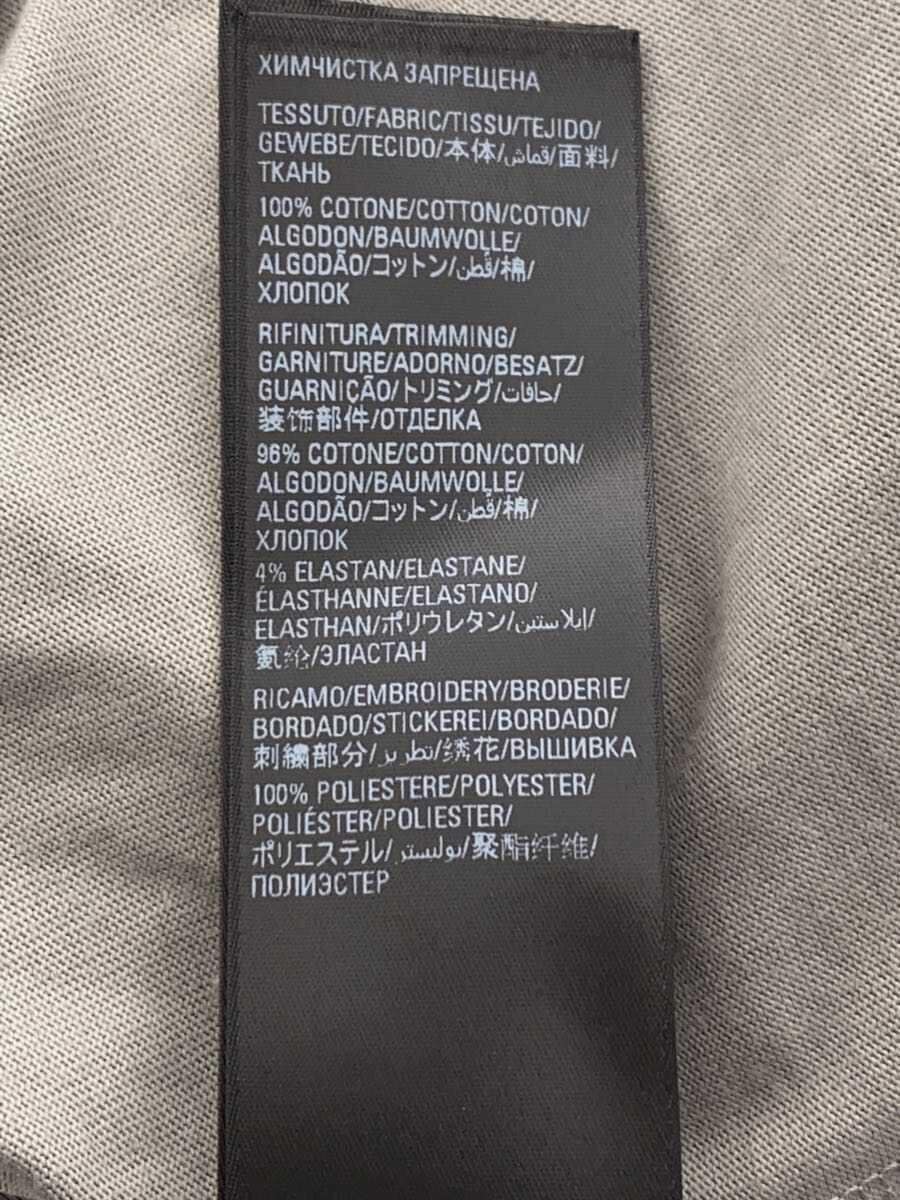 ХИМЧИСТКА ЗАПРЕЩЕНА
TESSUTO/FABRIC/TISSU/TEJIDO/
GEWEBE/TECIDO/本体/قماش/面料/
ТКАНЬ
100% COTONE/COTTON/COTON/
ALGODON/BAUMWOLLE/
ALGODÃO/コットン/قطن/棉/
ХЛОПОК
RIFINITURA/TRIMMING/
GARNITURE/ADORNO/BESATZ/
GUARNIÇÃO/トリミング/حافات/
装饰部件/ОТДЕЛКА
96% COTONE/COTTON/COTON/
ALGODON/BAUMWOLLE/
ALGODÃO/コットン/قطن/棉/
ХЛОПОК
4% ELASTAN/ELASTANE/
ÉLASTHANNE/ELASTANO/
ELASTHAN/ポリウレタン/إيلاستين/
氨纶/ЭЛАСТАН
RICAMO/EMBROIDERY/BRODERIE/
BORDADO/STICKEREI/BORDADO/
刺繍部分/تطريز/绣花/ВЫШИВКА
100% POLIESTERE/POLYESTER/
POLIÉSTER/POLIESTER/
ポリエステル/بوليستر/聚酯纤维/
ПОЛИЭСТЕР